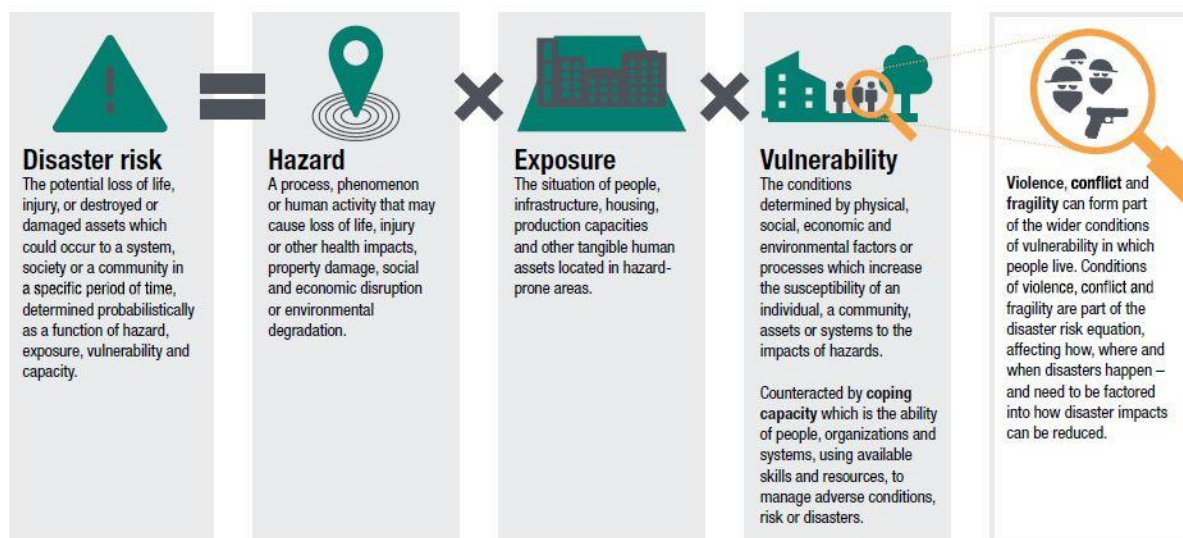 Disaster risk
The potential loss of life,
injury, or destroyed or
damaged assets which
could occur to a system,
society or a community in
a specific period of time,
determined probabilistically
as a function of hazard,
exposure, vulnerability and
capacity.
Hazard
A process, phenomenon
or human activity that may
cause loss of life, injury
or other health impacts,
property damage, social
and economic disruption
or environmental
degradation.
Exposure
The situation of people,
infrastructure, housing,
production capacities
and other tangible human
assets located in hazard-
prone areas.
Vulnerability
The conditions
determined by physical,
social, economic and
environmental factors or
processes which increase
the susceptibility of an
individual, a community,
assets or systems to the
impacts of hazards.
Counteracted by coping
capacity which is the ability
of people, organizations and
systems, using available
skills and resources, to
manage adverse conditions,
risk or disasters.
Violence, conflict and
fragility can form part
of the wider conditions
of vulnerability in which
people live. Conditions
of violence, conflict and
fragility are part of the
disaster risk equation,
affecting how, where and
when disasters happen –
and need to be factored
into how disaster impacts
can be reduced.